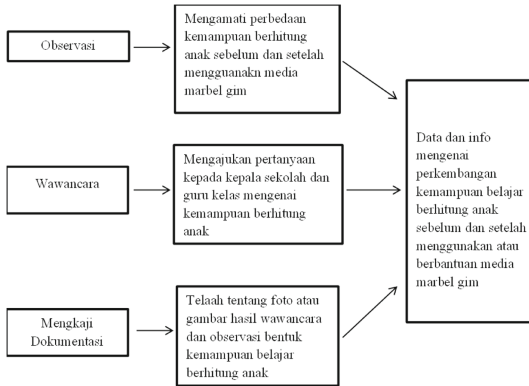 Observasi
Mengamati perbedaan
kemampuan berhitung
anak sebelum dan setelah
mengguanakn media
marbel gim
Wawancara
Mengajukan pertanyaan
kepada kepala sekolah dan
guru kelas mengenai
kemampuan berhitung
anak
Mengkaji
Dokumentasi
Telaah tentang foto atau
gambar hasil wawancara
dan observasi bentuk
kemampuan belajar
berhitung anak
Data dan info
mengenai
perkembangan
kemampuan belajar
berhitung anak
sebelum dan setelah
menggunakan atau
berbantuan media
marbel gim